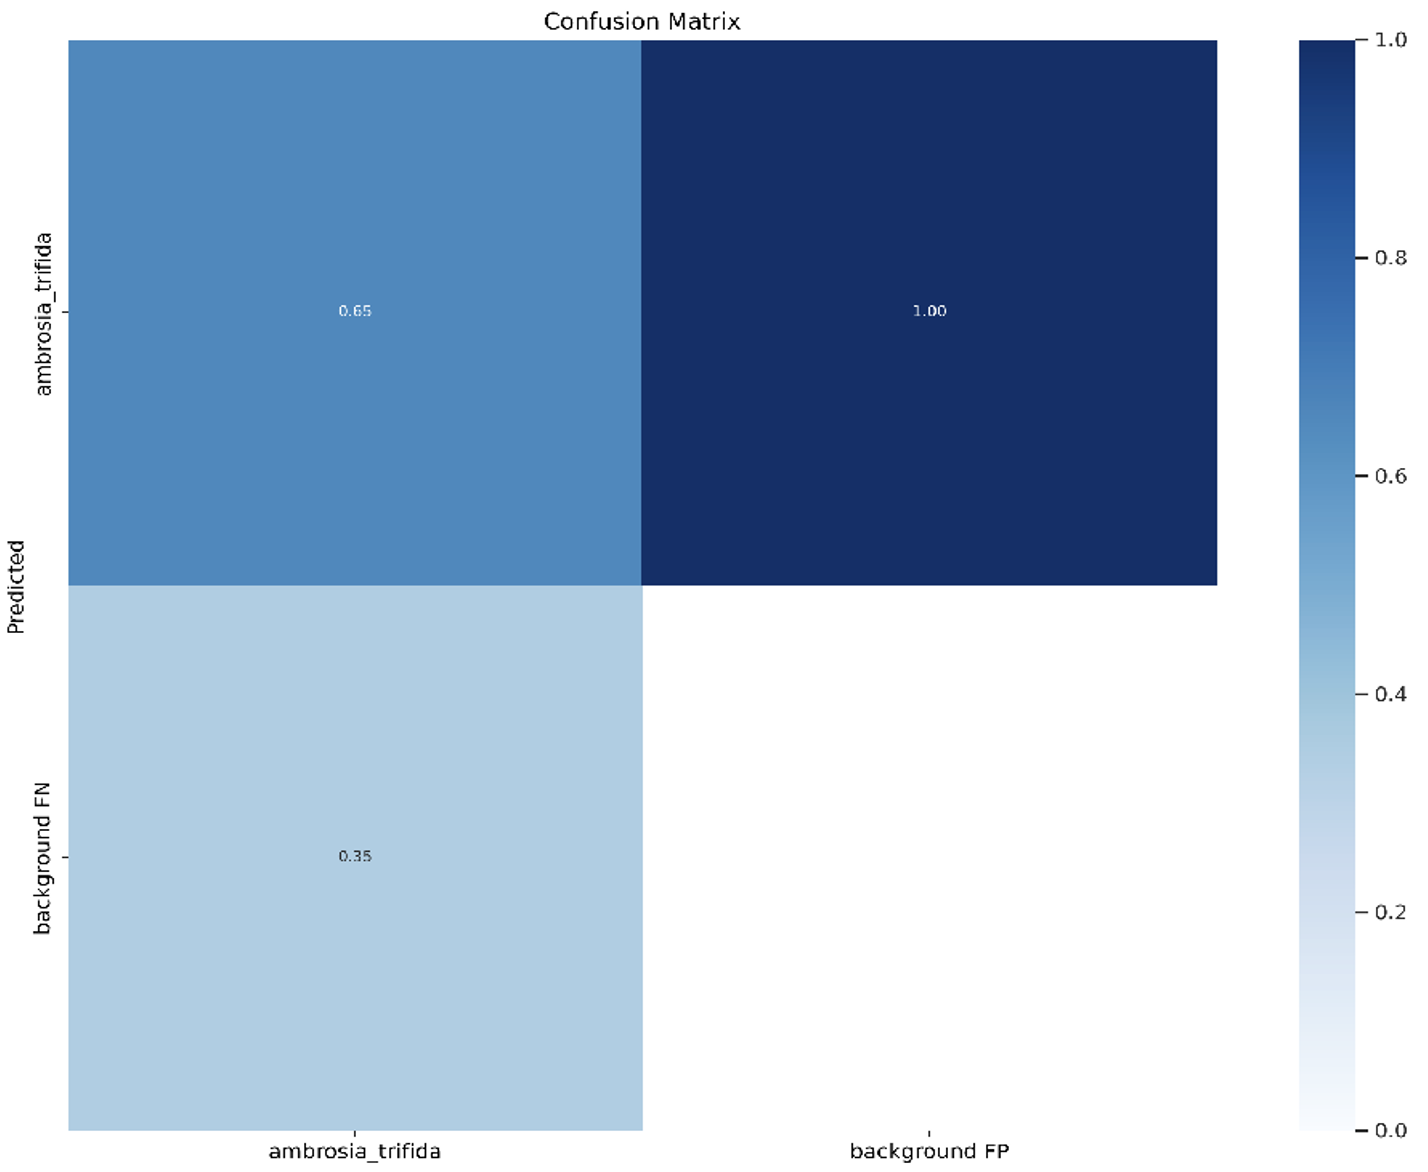 Confusion Matrix
ambrosia_trifida
0.65
1.00
Predicted
background FN
0.35
ambrosia_trifida
background FP
1.0
0.8
0.6
0.4
0.2
0.0